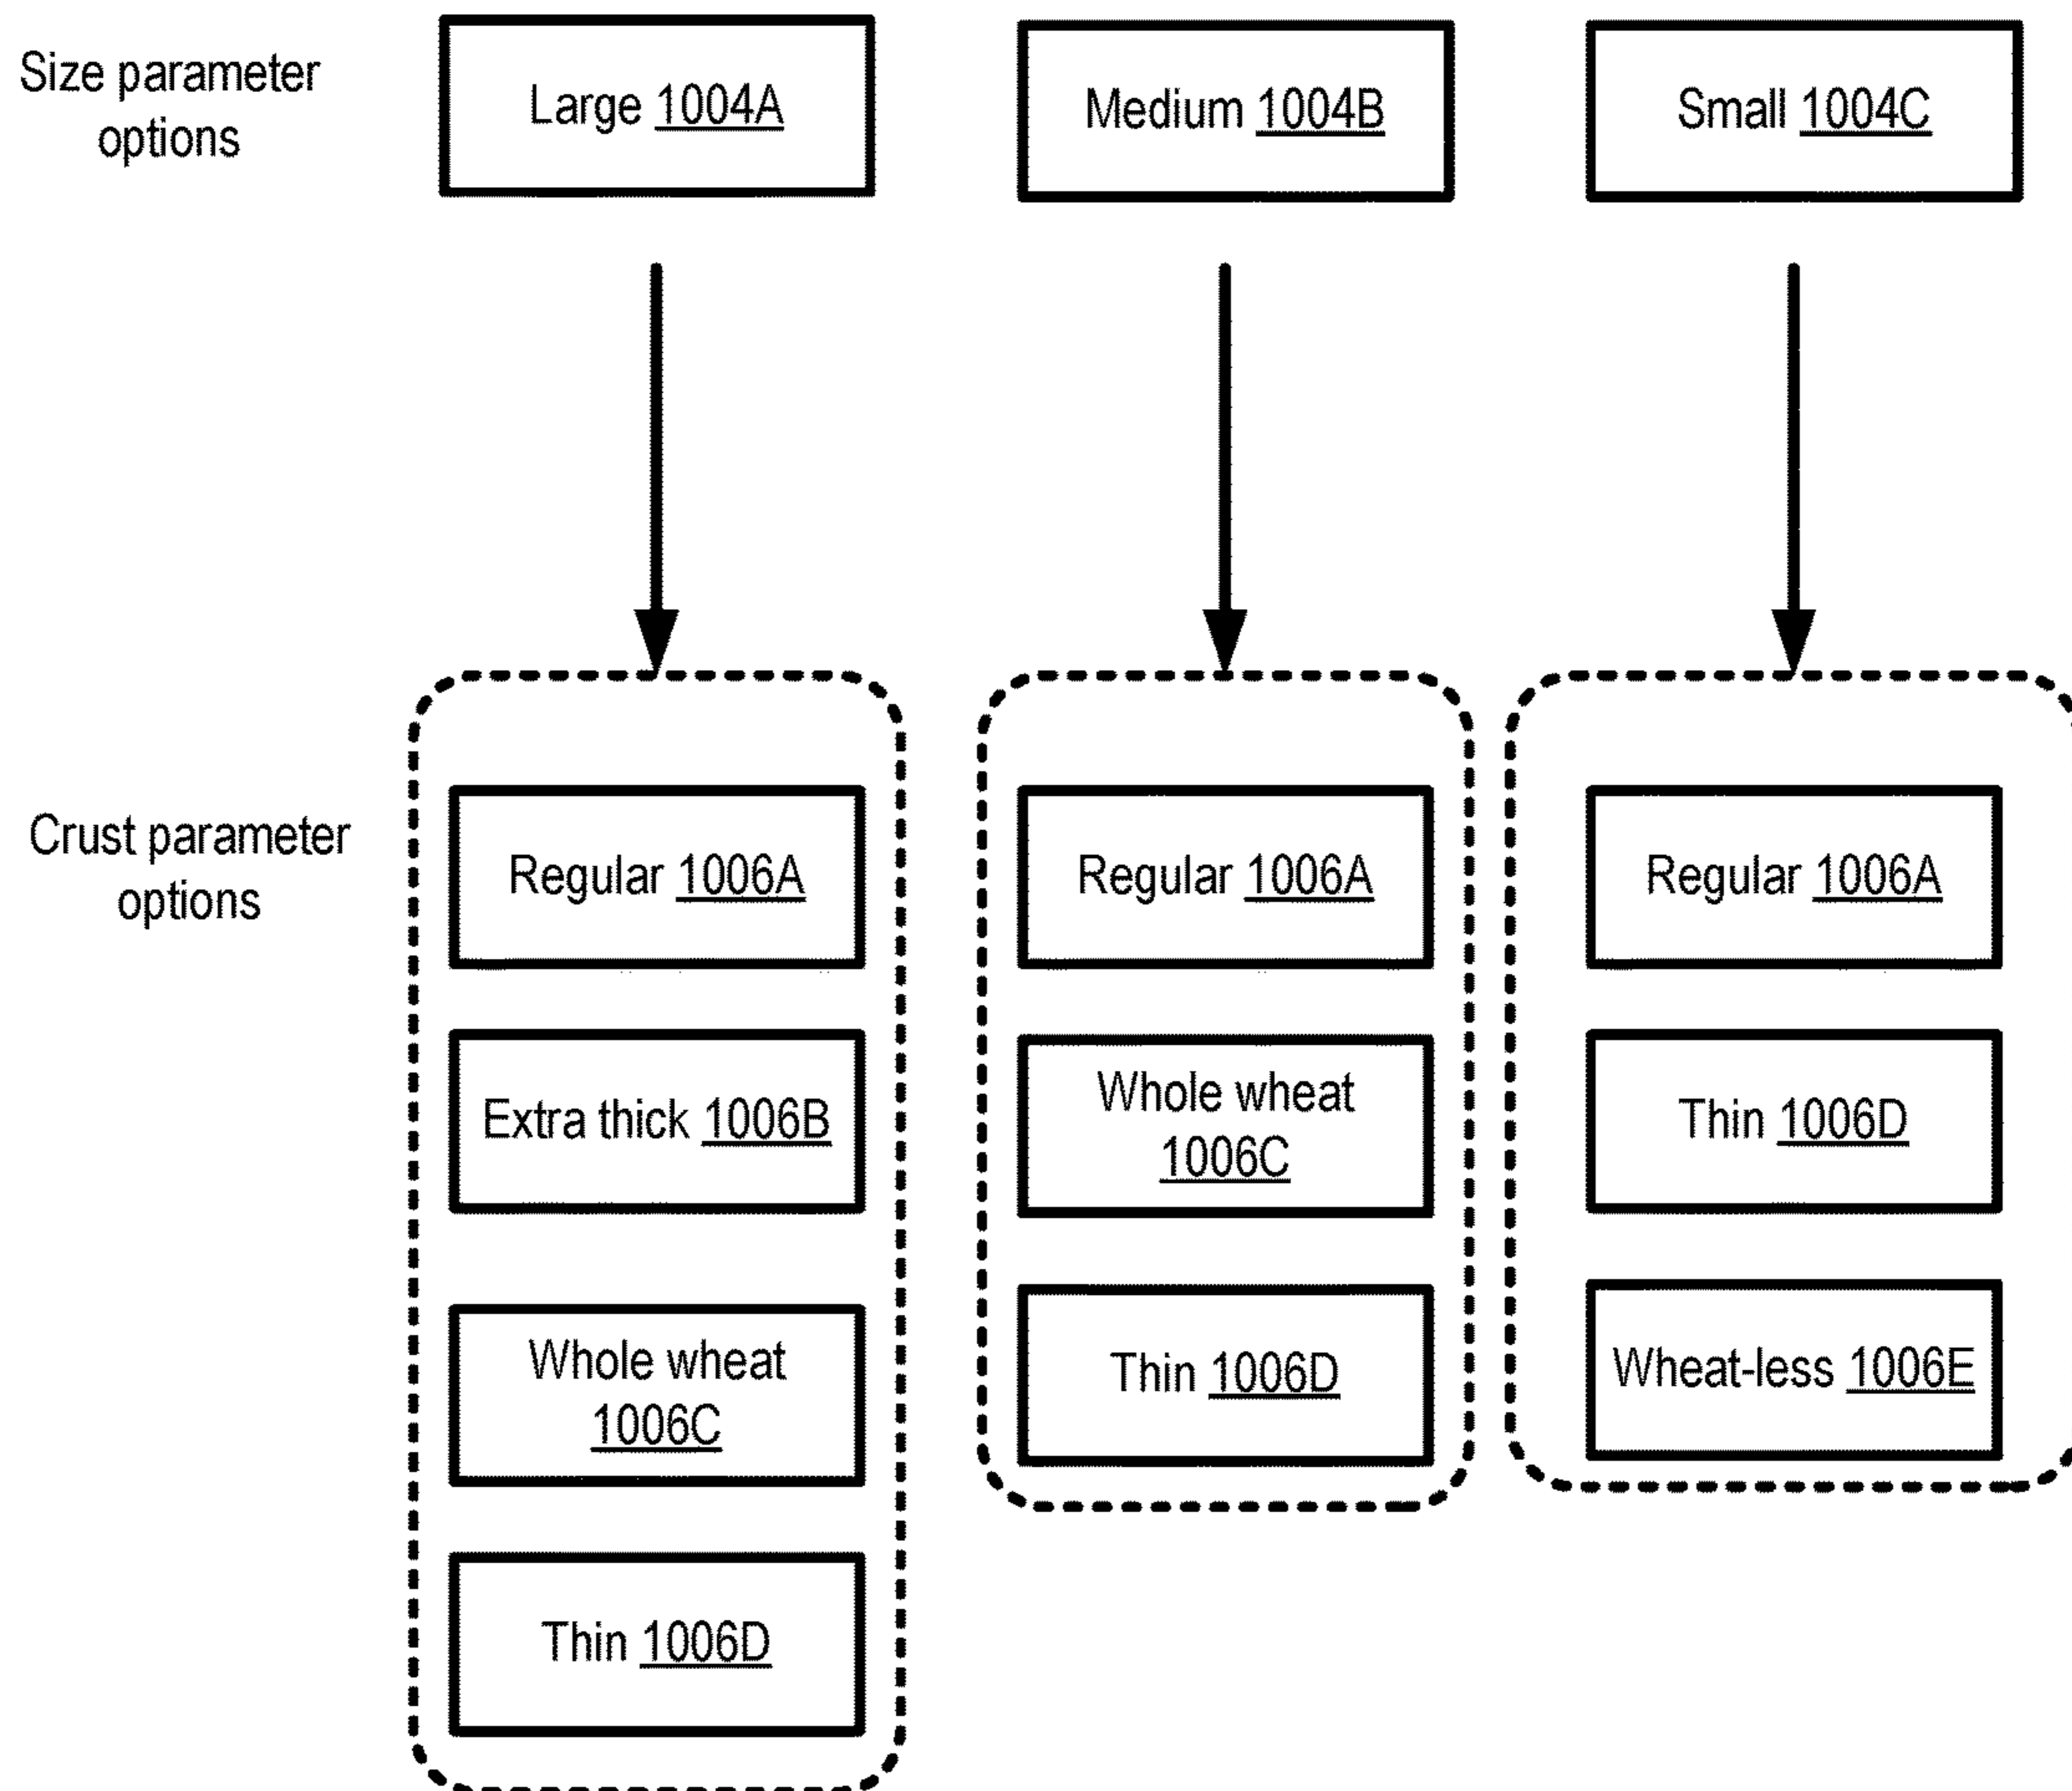 Size parameter
options
Large 1004A
Medium 1004B
Small 1004C
Crust parameter
options
Regular 1006A
Extra thick 1006B
Whole wheat
1006C
Thin 1006D
Regular 1006A
Whole wheat
1006C
Thin 1006D
Regular 1006A
Thin 1006D
Wheat-less 1006E